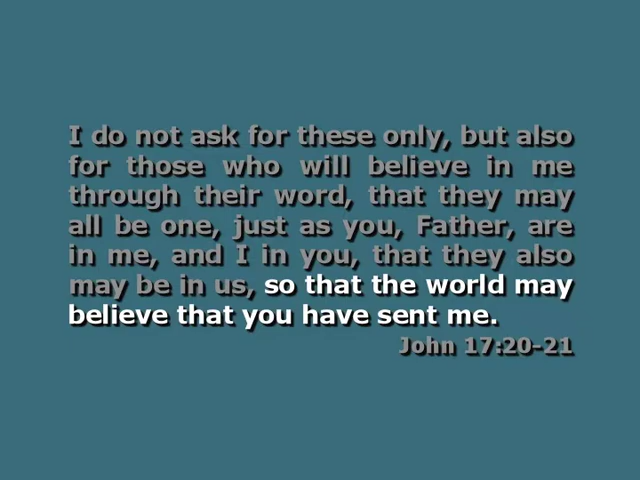 I do not ask for these only, but also
for those who will believe in me
through their word, that they may
all be one, just as you, Father, are
in me, and I in you, that they also
may be in us, so that the world may
believe that you have sent me.
John 17:20-21